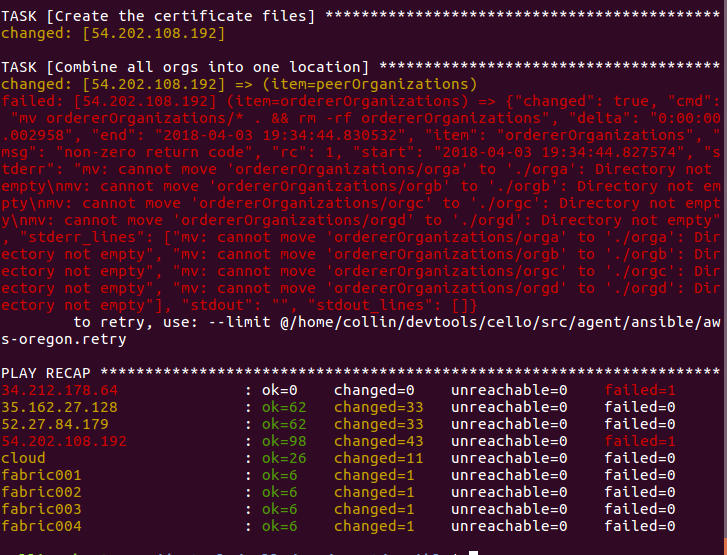 TASK [Create the certificate files] ********************************************
changed: [54.202.108.192]
TASK [Combine all orgs into one location] **************************************
changed: [54.202.108.192] => (item=peerOrganizations)
failed: [54.202.108.192] (item=ordererOrganizations) => {"changed": true, "cmd":
 "mv ordererOrganizations/* . && rm -rf ordererOrganizations", "delta": "0:00:00
.002958", "end": "2018-04-03 19:34:44.830532", "item": "ordererOrganizations", "
msg": "non-zero return code", "rc": 1, "start": "2018-04-03 19:34:44.827574", "s
tderr": "mv: cannot move 'ordererOrganizations/orga' to './orga': Directory not 
empty\nmv: cannot move 'ordererOrganizations/orgb' to './orgb': Directory not em
pty\nmv: cannot move 'ordererOrganizations/orgc' to './orgc': Directory not empt
y\nmv: cannot move 'ordererOrganizations/orgd' to './orgd': Directory not empty"
, "stderr_lines": ["mv: cannot move 'ordererOrganizations/orga' to './orga': Dir
ectory not empty", "mv: cannot move 'ordererOrganizations/orgb' to './orgb': Dir
ectory not empty", "mv: cannot move 'ordererOrganizations/orgc' to './orgc': Dir
ectory not empty", "mv: cannot move 'ordererOrganizations/orgd' to './orgd': Dir
ectory not empty"], "stdout": "", "stdout_lines": []}
        to retry, use: --limit @/home/collin/devtools/cello/src/agent/ansible/aw
s-oregon.retry
PLAY RECAP *********************************************************************
34.212.178.64              : ok=0    changed=0    unreachable=0    failed=1
35.162.27.128              : ok=62   changed=33   unreachable=0    failed=0
52.27.84.179               : ok=62   changed=33   unreachable=0    failed=0
54.202.108.192             : ok=98   changed=43   unreachable=0    failed=1
cloud                      : ok=26   changed=11   unreachable=0    failed=0
fabric001                  : ok=6    changed=1    unreachable=0    failed=0
fabric002                  : ok=6    changed=1    unreachable=0    failed=0
fabric003                  : ok=6    changed=1    unreachable=0    failed=0
fabric004                  : ok=6    changed=1    unreachable=0    failed=0